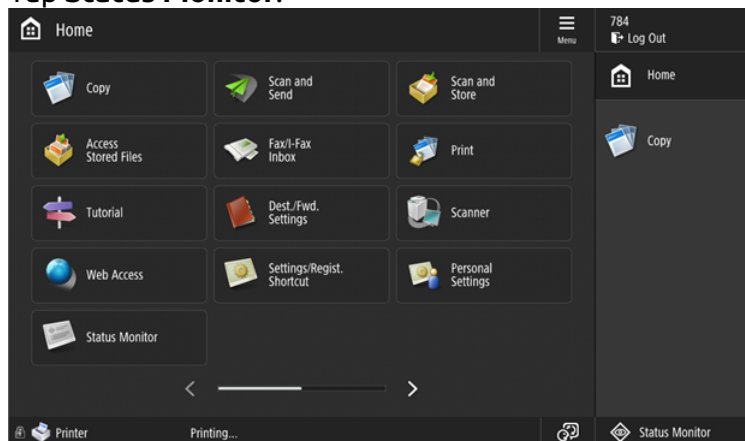 Tap Status Monitor.
Home
Menu
784
Log Out
Copy
Scan and
Send
Scan and
Store
Home
Access
Stored Files
Fax/I-Fax
Inbox
Print
Copy
Tutorial
Dest./Fwd.
Settings
Scanner
Web Access
Settings/Regist.
Shortcut
Personal
Settings
Status Monitor
Printer
Printing...
Status Monitor